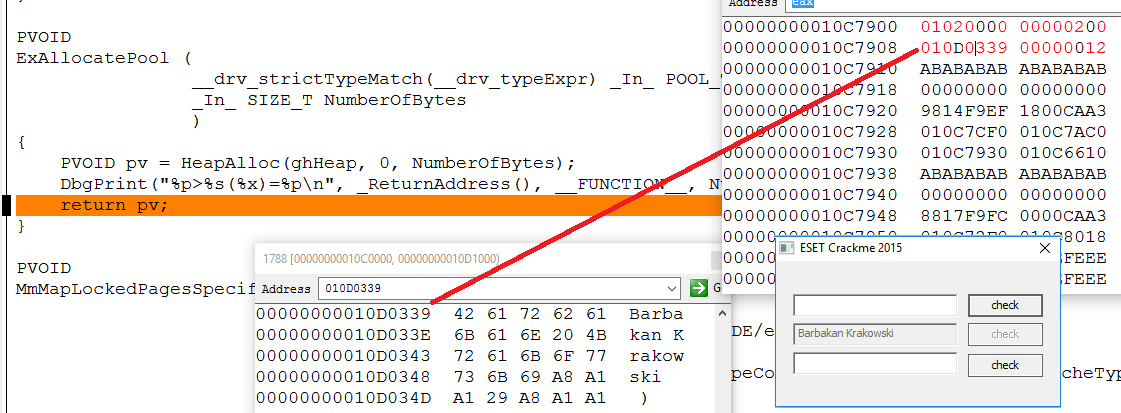 PVOID
ExAllocatePool (
__drv_strictTypeMatch(__drv_typeExpr) _In_ POOL_
_In_ SIZE_T NumberOfBytes
)
{
PVOID pv = HeapAlloc(ghHeap, 0, NumberOfBytes);
DbgPrint("%p>%s(%x)=%p\n", _ReturnAddress(), __FUNCTION__, N
return pv;
}
PVOID
MmMapLockedPagesSpecif
Address eax
00000000010C7900 01020000 00000200
00000000010C7908 010D0339 00000012
00000000010C7910 ABABABAB ABABABAB
00000000010C7918 00000000 00000000
00000000010C7920 9814F9EF 1800CAA3
00000000010C7928 010C7CF0 010C7AC0
00000000010C7930 010C7930 010C6610
00000000010C7938 ABABABAB ABABABAB
00000000010C7940 00000000 00000000
00000000010C7948 8817F9FC 0000CAA3
FEEE
FEEE
1788 [00000000010C0000, 00000000010D1000)
Address 010D0339 G
00000000010D0339 42 61 72 62 61 Barba
00000000010D033E 6B 61 6E 20 4B kan K
00000000010D0343 72 61 6B 6F 77 rakow
00000000010D0348 73 6B 69 A8 A1 ski
00000000010D034D A1 29 A8 A1 A1 )
ESET Crackme 2015
check
Barbakan Krakowski check
check
DE/e
peCo
cheTyp